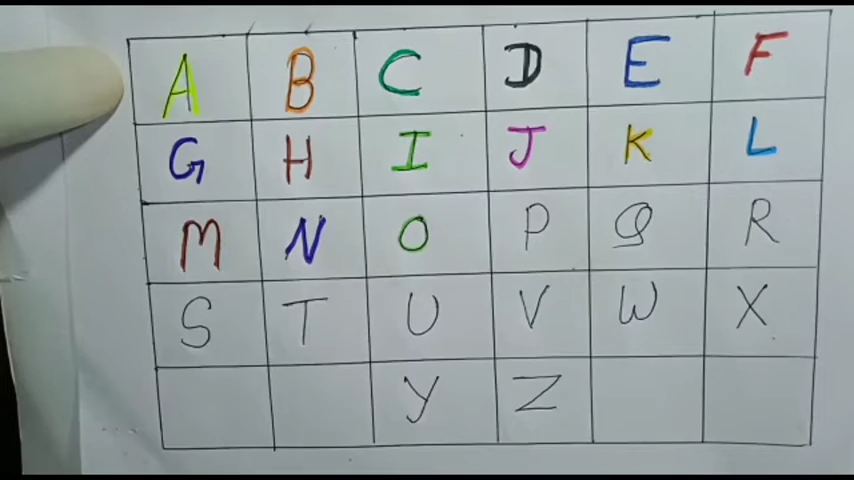 A B C D E F
G H I J K L
M N O P Q R
S T U V W X
Y Z